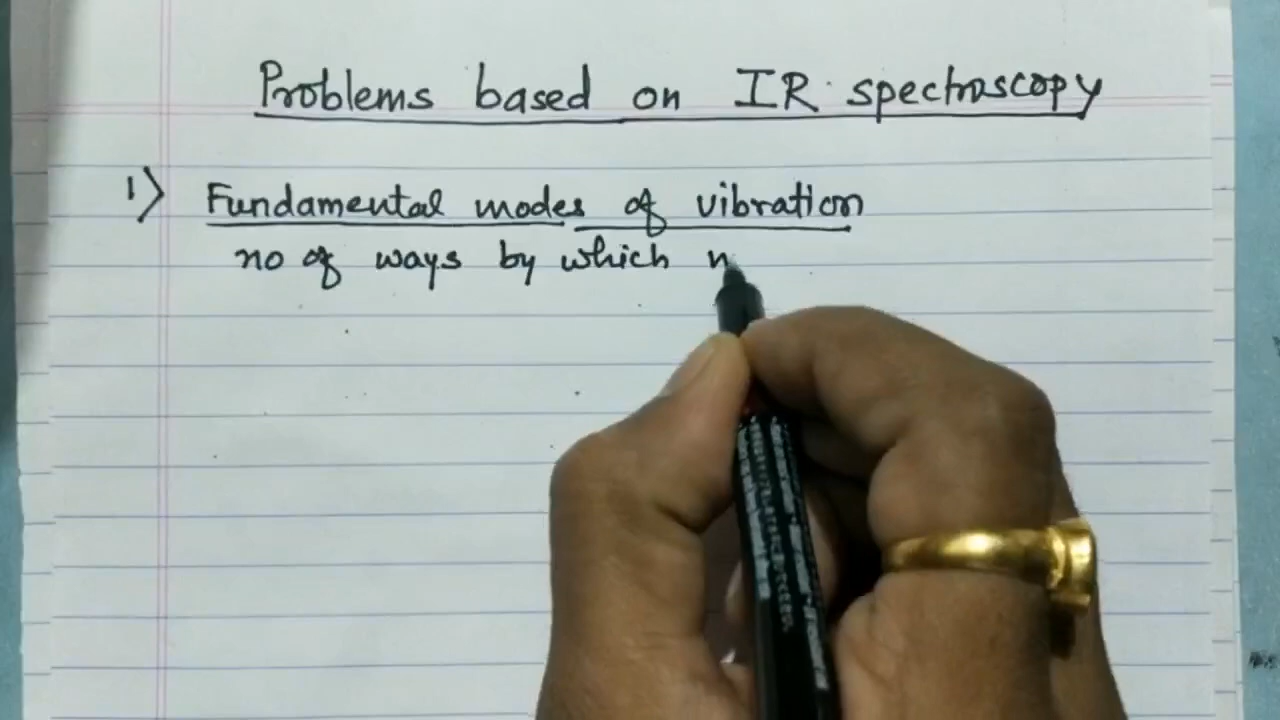 Problems based on IR spectroscopy
1) Fundamental modes of vibration
no of ways by which